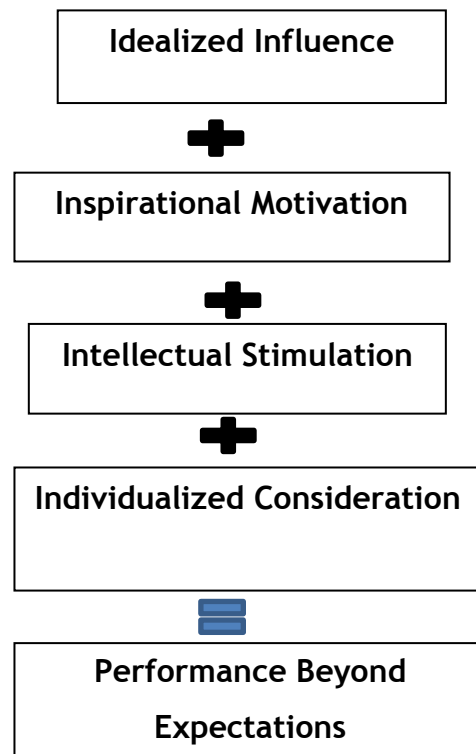 Idealized Influence
Inspirational Motivation
Intellectual Stimulation
Individualized Consideration
Performance Beyond
Expectations